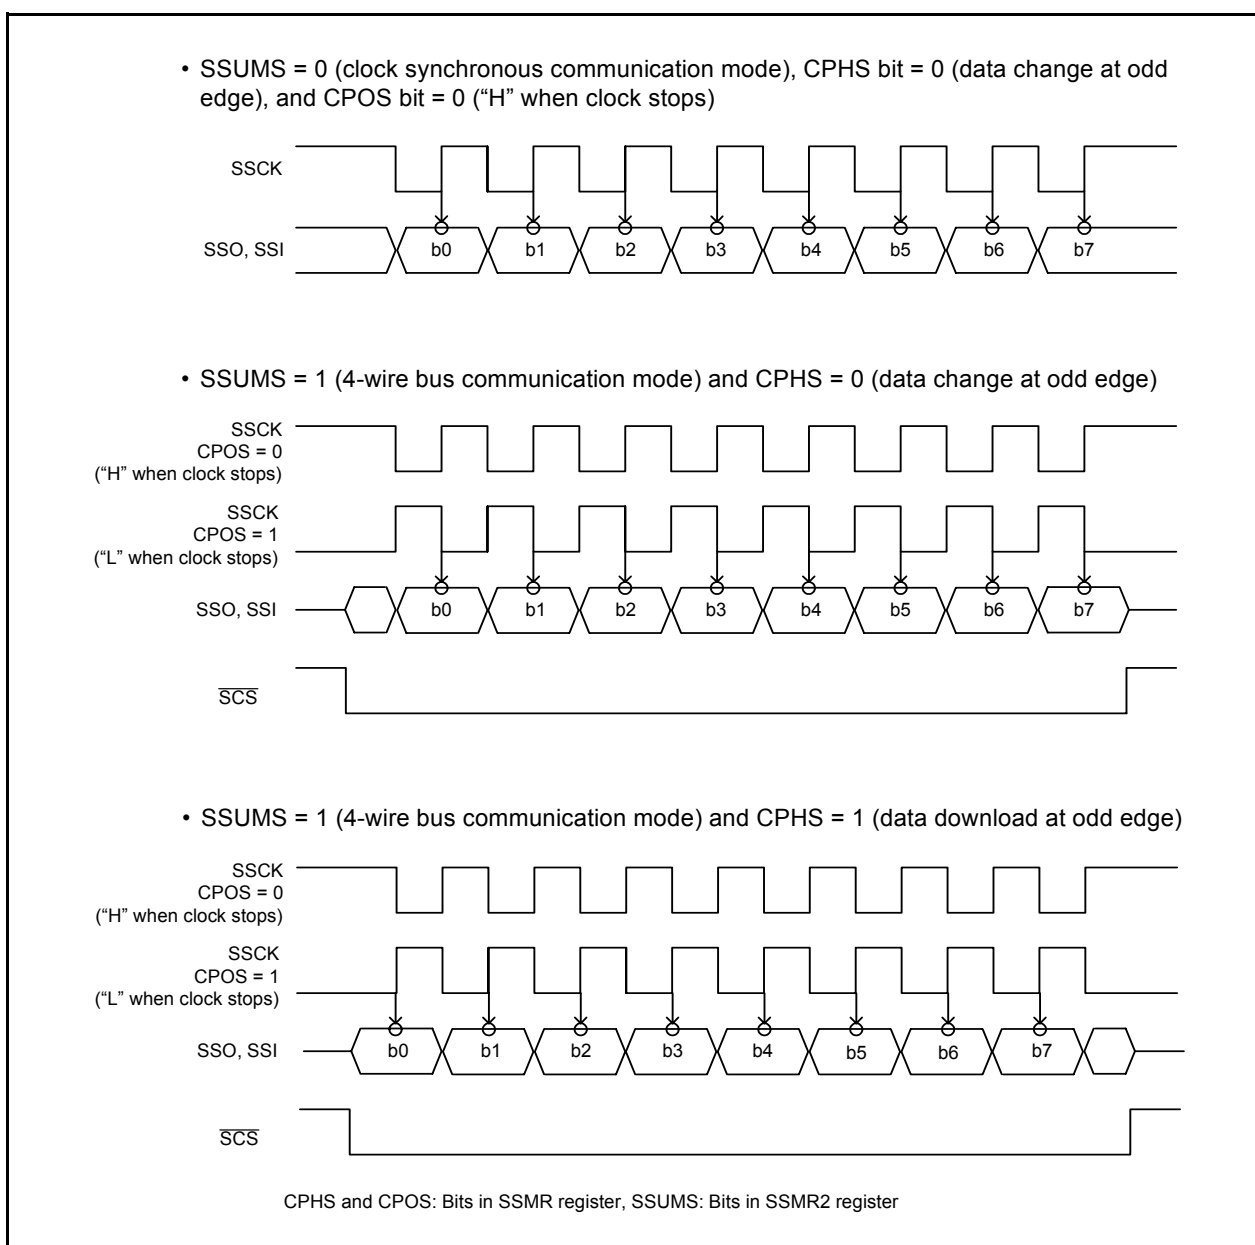 • SSUMS = 0 (clock synchronous communication mode), CPHS bit = 0 (data change at odd
edge), and CPOS bit = 0 (“H” when clock stops)
SSCK
SSO, SSI
b0 b1 b2 b3 b4 b5 b6 b7
• SSUMS = 1 (4-wire bus communication mode) and CPHS = 0 (data change at odd edge)
SSCK
CPOS = 0
(“H” when clock stops)
SSCK
CPOS = 1
(“L” when clock stops)
SSO, SSI
b0 b1 b2 b3 b4 b5 b6 b7
SCS
• SSUMS = 1 (4-wire bus communication mode) and CPHS = 1 (data download at odd edge)
SSCK
CPOS = 0
(“H” when clock stops)
SSCK
CPOS = 1
(“L” when clock stops)
SSO, SSI
b0 b1 b2 b3 b4 b5 b6 b7
SCS
CPHS and CPOS: Bits in SSMR register, SSUMS: Bits in SSMR2 register